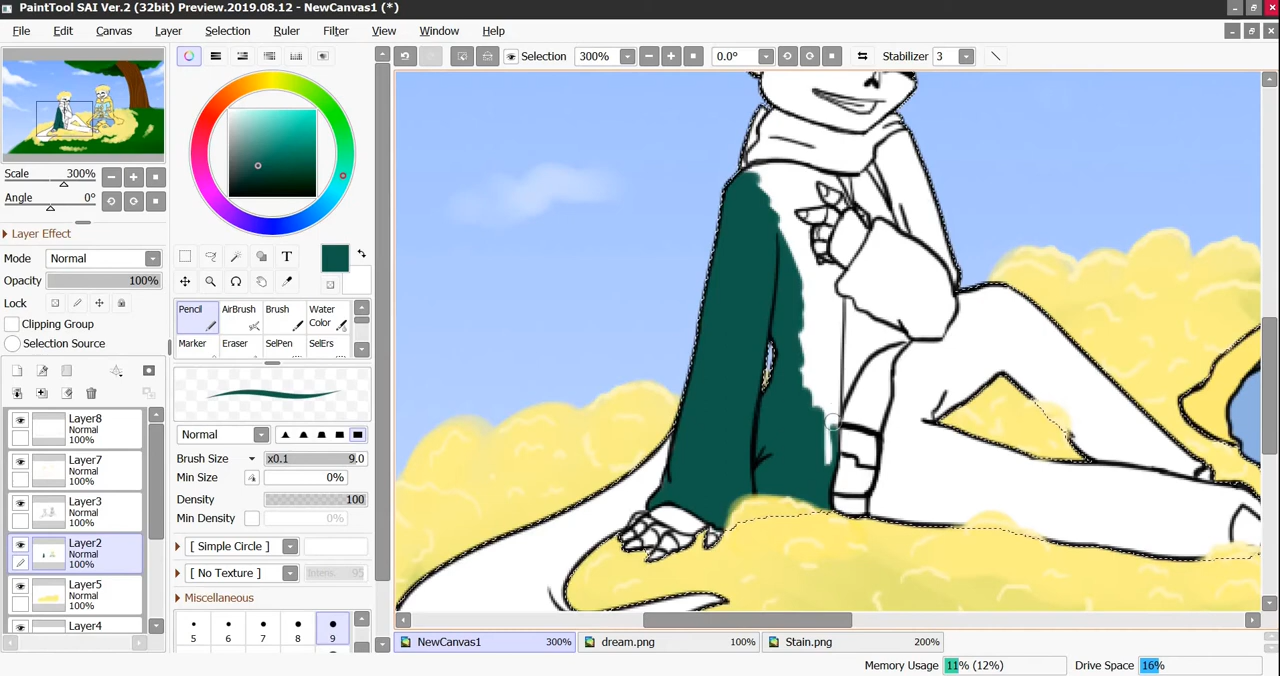 PaintTool SAI Ver.2 (32bit) Preview.2019.08.12 - NewCanvas1 (*)
File Edit Canvas Layer Selection Ruler Filter View Window Help
Selection 300% 0.0° Stabilizer 3
Scale 300%
Angle 0°
Layer Effect
Mode Normal
Opacity 100%
Lock
Clipping Group
Selection Source
Layer8
Normal
100%
Layer7
Normal
100%
Layer3
Normal
100%
Layer2
Normal
100%
Layer5
Normal
100%
Layer4
T
Pencil AirBrush Brush Water Color
Marker Eraser SelPen SelErs
Normal
Brush Size x0.1 9.0
Min Size 0%
Density 100
Min Density 0%
[ Simple Circle ]
[ No Texture ] Intens. 95
Miscellaneous
5 6 7 8 9
NewCanvas1 300% dream.png 100% Stain.png 200%
Memory Usage 11% (12%) Drive Space 16%